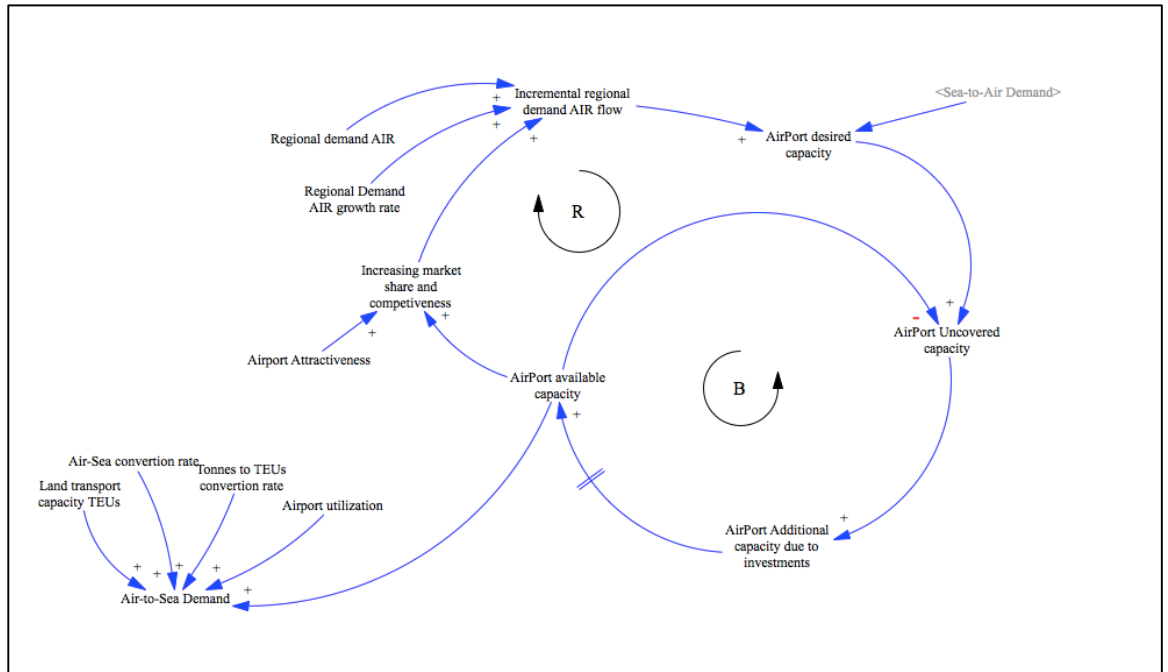 Incremental regional
demand AIR flow
<Sea-to-Air Demand>
Regional demand AIR
AirPort desired
capacity
Regional Demand
AIR growth rate
R
Increasing market
share and
competiveness
AirPort Uncovered
capacity
Airport Attractiveness
AirPort available
capacity
B
Air-Sea convertion rate
Tonnes to TEUs
convertion rate
Land transport
capacity TEUs
Airport utilization
AirPort Additional
capacity due to
investments
Air-to-Sea Demand
+
+
+
+
+
-
+
+
+
+
+
+
+
+
+
+